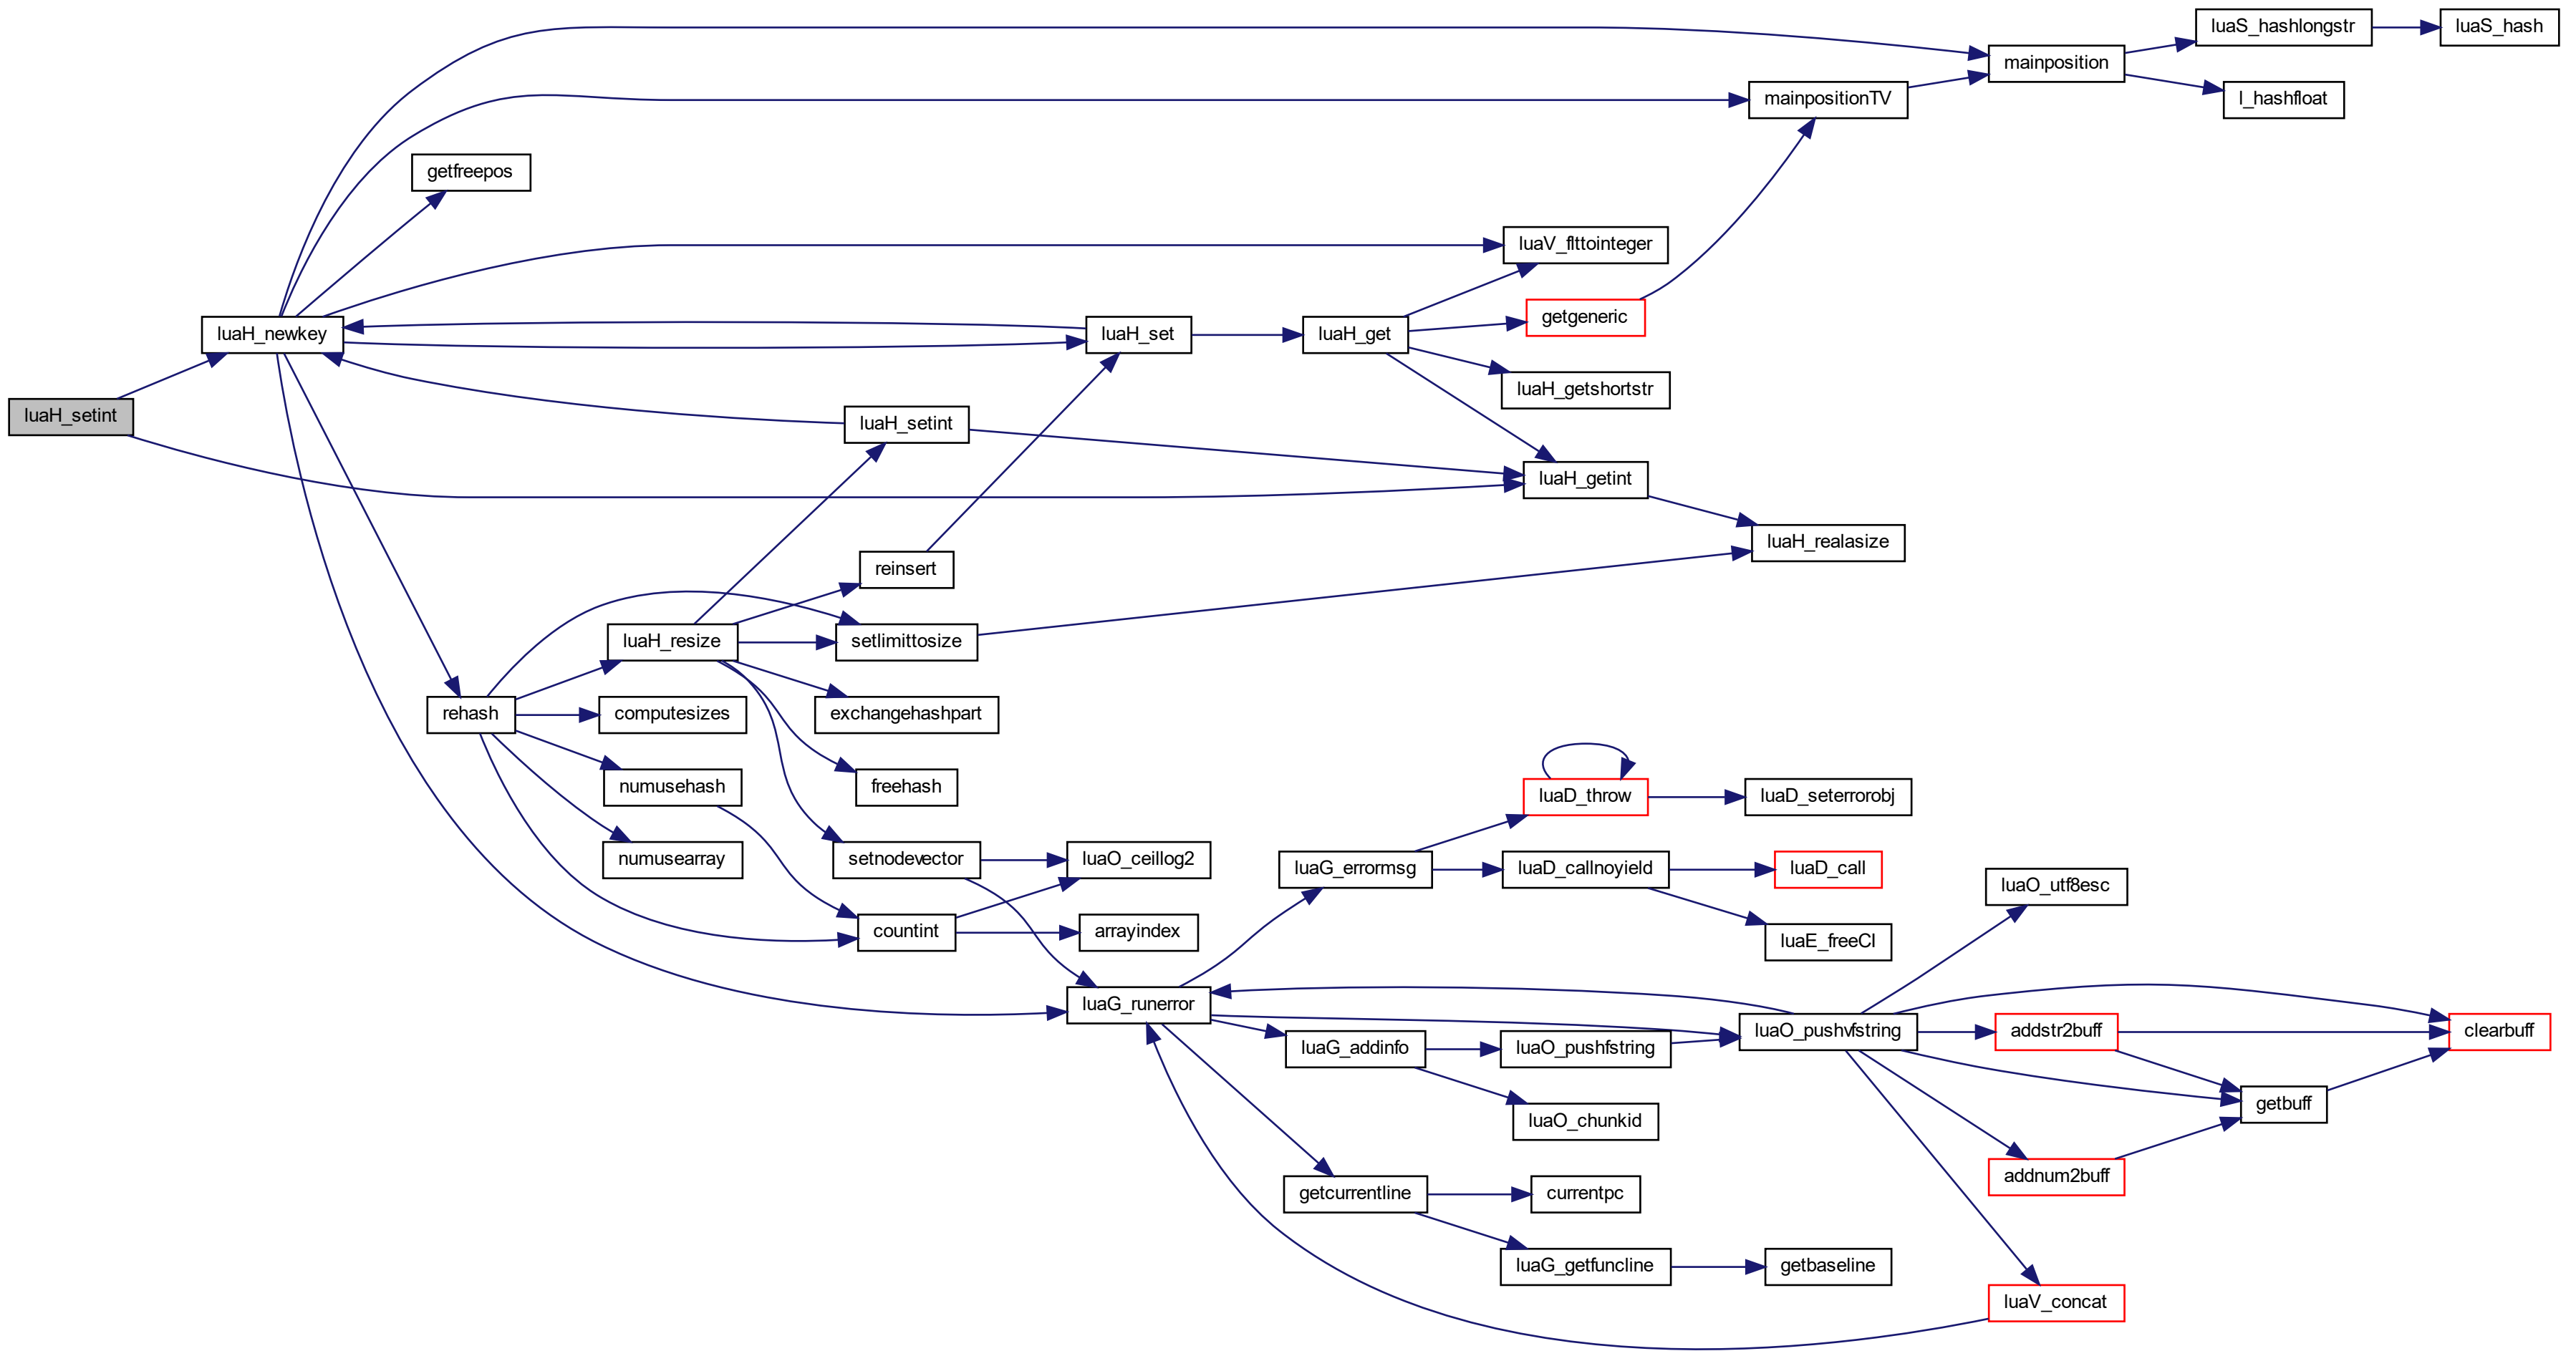 luaS_hashlongstr
luaS_hash
mainposition
mainpositionTV
l_hashfloat
getfreepos
luaV_flttointeger
getgeneric
luaH_newkey
luaH_set
luaH_get
luaH_getshortstr
luaH_setint
luaH_setint
luaH_getint
luaH_realasize
reinsert
luaH_resize
setlimittosize
rehash
computesizes
exchangehashpart
numusehash
freehash
luaD_throw
luaD_seterrorobj
numusearray
setnodevector
luaO_ceillog2
luaG_errormsg
luaD_callnoyield
luaD_call
luaO_utf8esc
countint
arrayindex
luaE_freeCI
luaG_runerror
luaG_addinfo
luaO_pushfstring
luaO_pushvfstring
addstr2buff
clearbuff
luaO_chunkid
getbuff
getcurrentline
currentpc
addnum2buff
luaG_getfuncline
getbaseline
luaV_concat